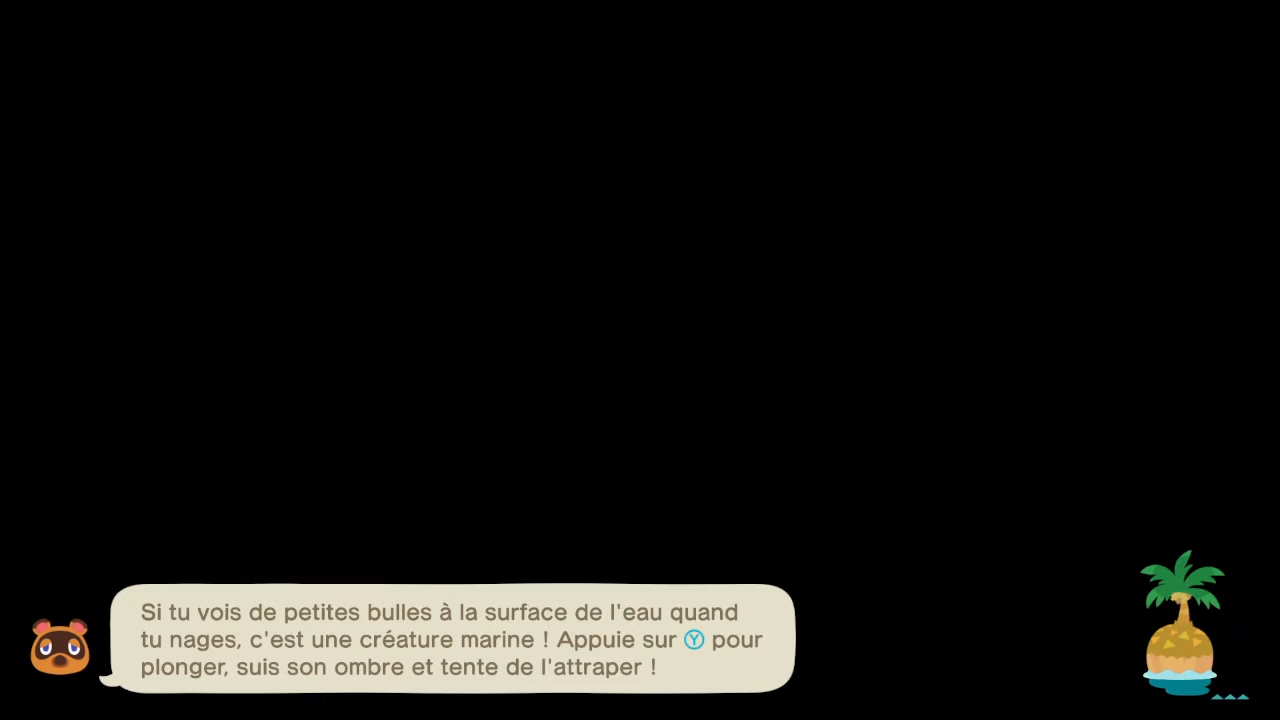 Si tu vois de petites bulles à la surface de l'eau quand
tu nages, c'est une créature marine ! Appuie sur Ⓨ pour
plonger, suis son ombre et tente de l'attraper !